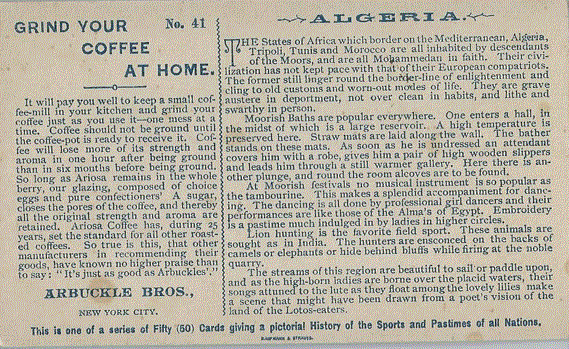 GRIND YOUR No. 41
COFFEE
AT HOME.
It will pay you well to keep a small cof-
fee-mill in your kitchen and grind your
coffee just as you use it—one mess at a
time. Coffee should not be ground until
the coffee-pot is ready to receive it. Cof-
fee will lose more of its strength and
aroma in one hour after being ground
than in six months before being ground.
So long as Ariosa remains in the whole
berry, our glazing, composed of choice
eggs and pure confectioners' A sugar,
closes the pores of the coffee, and thereby
all the original strength and aroma are
retained. Ariosa Coffee has, during 25
years, set the standard for all other roast-
ed coffees. So true is this, that other
manufacturers in recommending their
goods, have known no higher praise than
to say: "It's just as good as Arbuckles'."
ARBUCKLE BROS.,
NEW YORK CITY.
ALGERIA.
THE States of Africa which border on the Mediterranean, Algeria,
Tripoli, Tunis and Morocco are all inhabited by descendants
of the Moors, and are all Mohammedan in faith. Their civi-
lization has not kept pace with that of their European compatriots.
The former still linger round the border-line of enlightenment and
cling to old customs and worn-out modes of life. They are grave
austere in deportment, not over clean in habits, and lithe and
swarthy in person.
Moorish Baths are popular everywhere. One enters a hall, in
the midst of which is a large reservoir. A high temperature is
preserved here. Straw mats are laid along the wall. The bather
stands on these mats. As soon as he is undressed an attendant
covers him with a robe, gives him a pair of high wooden slippers
and leads him through a still warmer gallery. Here there is an-
other plunge, and round the room alcoves are to be found.
At Moorish festivals no musical instrument is so popular as
the tambourine. This makes a splendid accompaniment for danc-
ing. The dancing is all done by professional girl dancers and their
performances are like those of the Alma's of Egypt. Embroidery
is a pastime much indulged in by ladies in higher circles.
Lion hunting is the favorite field sport. These animals are
sought as in India. The hunters are ensconced on the backs of
camels or elephants or hide behind bluffs while firing at the noble
quarry.
The streams of this region are beautiful to sail or paddle upon,
and as the high-born ladies are borne over the placid waters, their
songs attuned to the lute as they float among the lovely lilies make
a scene that might have been drawn from a poet's vision of the
land of the Lotos-eaters.
This is one of a series of Fifty (50) Cards giving a pictorial History of the Sports and Pastimes of all Nations.
KAUFMANN & STRAUSS.